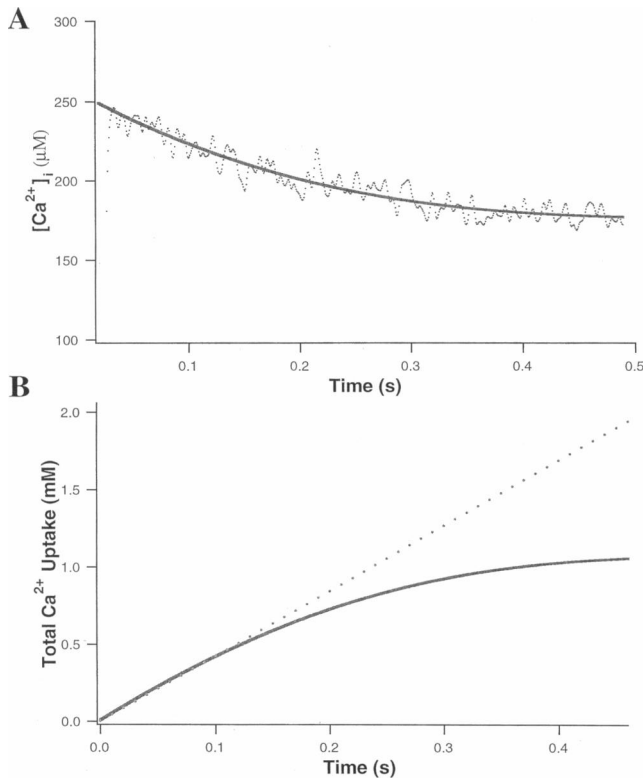 A
300
250
200
150
100
[Ca²⁺]ᵢ (µM)
0.1 0.2 0.3 0.4 0.5
Time (s)
B
2.0
1.5
1.0
0.5
0.0
Total Ca²⁺ Uptake (mM)
0.0 0.1 0.2 0.3 0.4
Time (s)